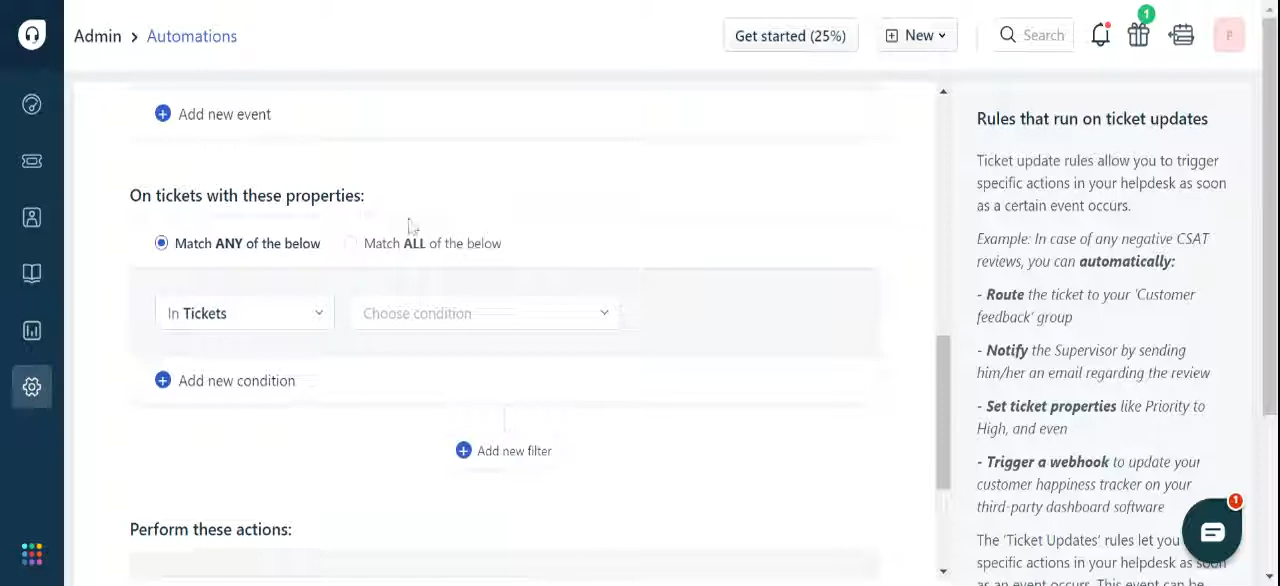 Admin > Automations
Get started (25%)
New
Search
1
P
Add new event
On tickets with these properties:
Match ANY of the below
Match ALL of the below
In Tickets
Choose condition
Add new condition
Add new filter
Perform these actions:
Rules that run on ticket updates
Ticket update rules allow you to trigger
specific actions in your helpdesk as soon
as a certain event occurs.
Example: In case of any negative CSAT
reviews, you can automatically:
- Route the ticket to your 'Customer
feedback' group
- Notify the Supervisor by sending
him/her an email regarding the review
- Set ticket properties like Priority to
High, and even
- Trigger a webhook to update your
customer happiness tracker on your
third-party dashboard software
1
The 'Ticket Updates' rules let you
specific actions in your helpdesk as soon
as an event occurs. This event can be